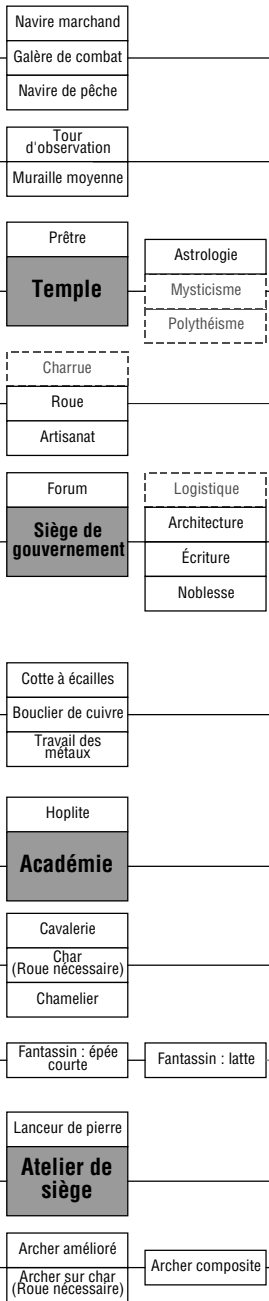 Navire marchand
Galère de combat
Navire de pêche
Tour
d'observation
Muraille moyenne
Prêtre
Temple
Astrologie
Mysticisme
Polythéisme
Charrue
Roue
Artisanat
Forum
Siège de
gouvernement
Logistique
Architecture
Écriture
Noblesse
Cotte à écailles
Bouclier de cuivre
Travail des
métaux
Hoplite
Académie
Cavalerie
Char
(Roue nécessaire)
Chamelier
Fantassin : épée
courte
Fantassin : latte
Lanceur de pierre
Atelier de
siège
Archer amélioré
Archer sur char
(Roue nécessaire)
Archer composite